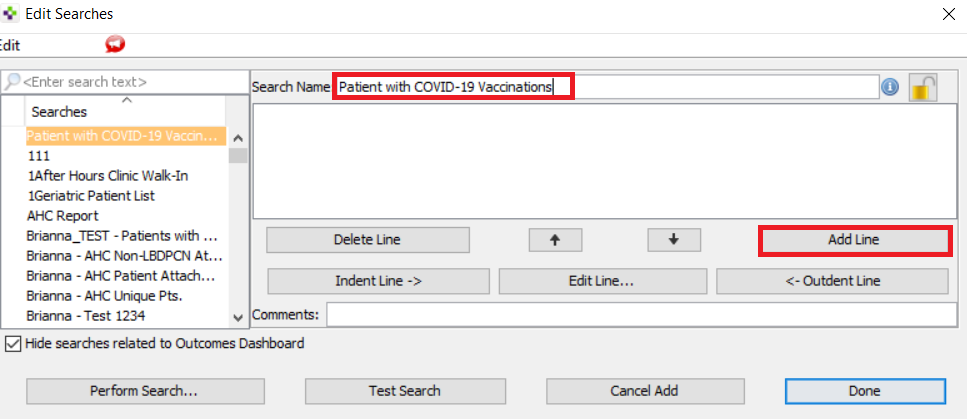 Edit Searches
Edit
<Enter search text>
Search Name
Patient with COVID-19 Vaccinations
Searches
Patient with COVID-19 Vaccin...
111
1After Hours Clinic Walk-In
1Geriatric Patient List
AHC Report
Brianna_TEST - Patients with ...
Brianna - AHC Non-LBDPCN At...
Brianna - AHC Patient Attach...
Brianna - AHC Unique Pts.
Brianna - Test 1234
Delete Line
Add Line
Indent Line ->
Edit Line...
<- Outdent Line
Comments:
Hide searches related to Outcomes Dashboard
Perform Search...
Test Search
Cancel Add
Done